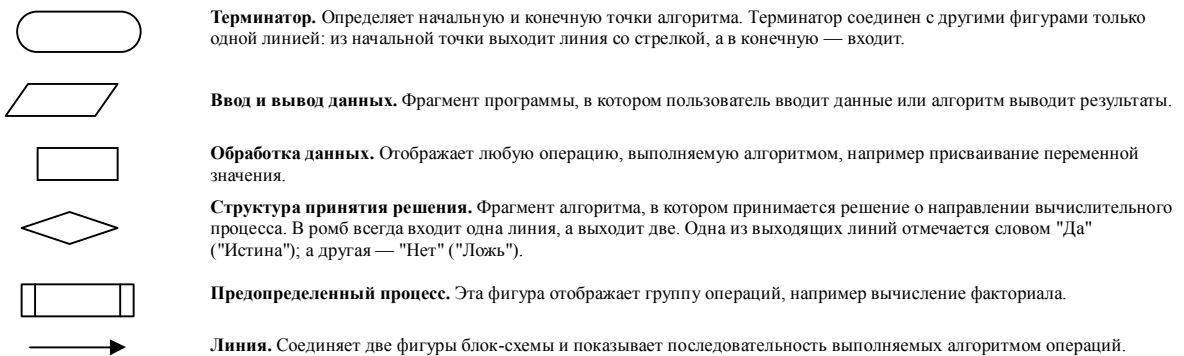 Терминатор. Определяет начальную и конечную точки алгоритма. Терминатор соединен с другими фигурами только
одной линией: из начальной точки выходит линия со стрелкой, а в конечную — входит.
Ввод и вывод данных. Фрагмент программы, в котором пользователь вводит данные или алгоритм выводит результаты.
Обработка данных. Отображает любую операцию, выполняемую алгоритмом, например присваивание переменной
значения.
Структура принятия решения. Фрагмент алгоритма, в котором принимается решение о направлении вычислительного
процесса. В ромб всегда входит одна линия, а выходит две. Одна из выходящих линий отмечается словом "Да"
("Истина"); а другая — "Нет" ("Ложь").
Предопределенный процесс. Эта фигура отображает группу операций, например вычисление факториала.
Линия. Соединяет две фигуры блок-схемы и показывает последовательность выполняемых алгоритмом операций.